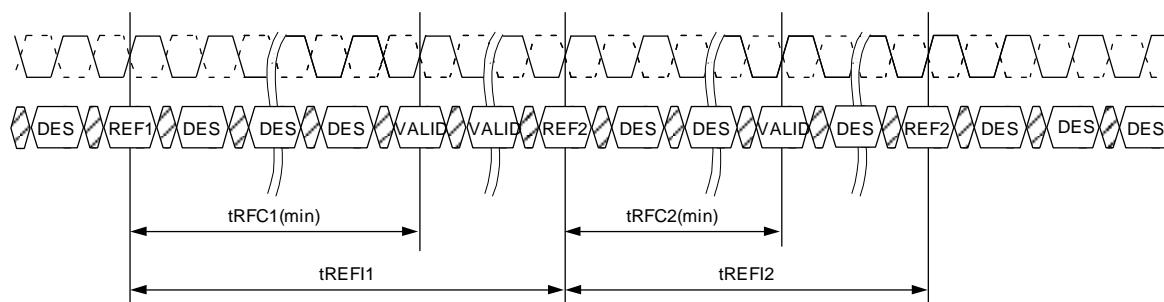 DES REF1 DES DES DES VALID VALID REF2 DES DES VALID DES REF2 DES DES DES
tRFC1(min) tRFC2(min)
tREFI1 tREFI2